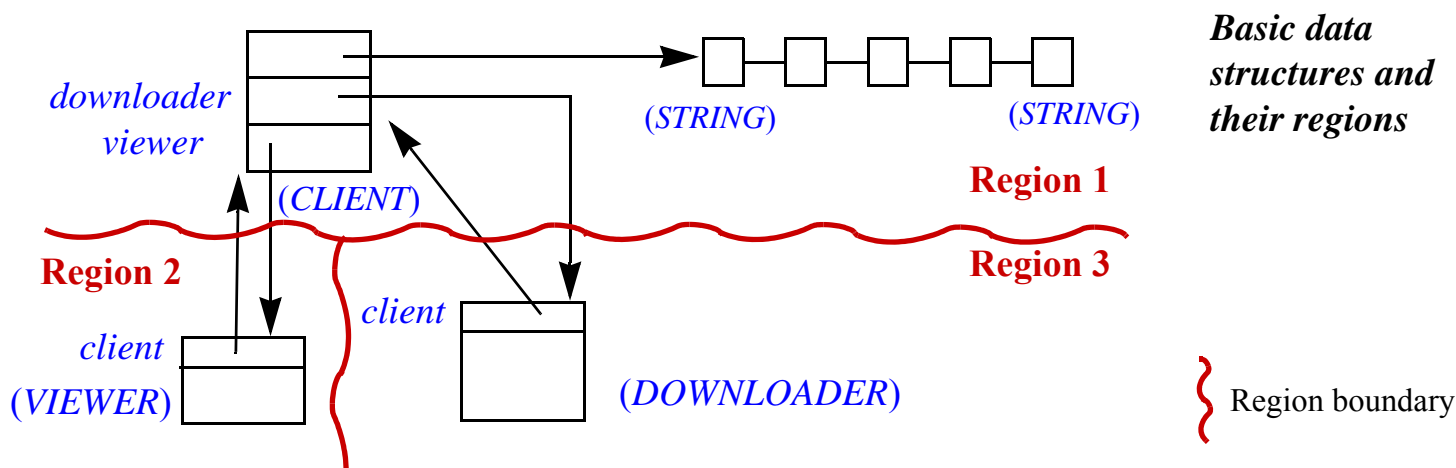 Basic data
structures and
their regions
downloader
viewer
(STRING)
(STRING)
Region 1
(CLIENT)
Region 2
Region 3
client
client
(VIEWER)
(DOWNLOADER)
Region boundary